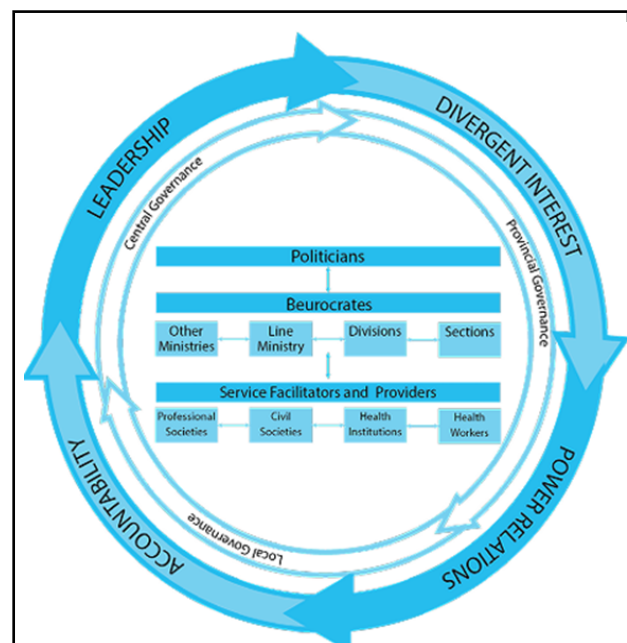 LEADERSHIP
DIVERGENT INTEREST
POWER RELATIONS
ACCOUNTABILITY
Central Governance
Provincial Governance
Local Governance
Politicians
Beurocrates
Other
Ministries
Line
Ministry
Divisions
Sections
Service Facilitators and Providers
Professional
Societies
Civil
Societies
Health
Institutions
Health
Workers